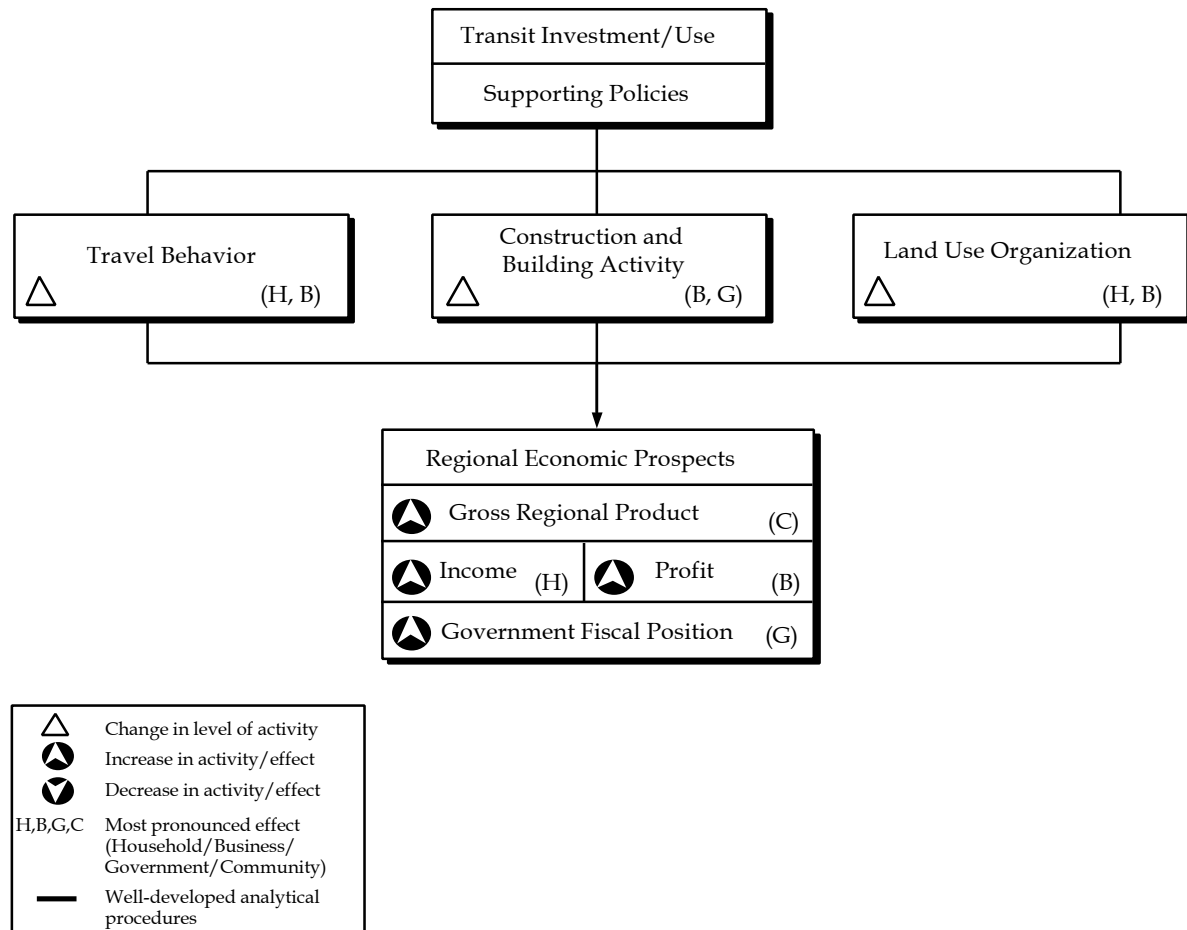 Transit Investment/Use
Supporting Policies
Travel Behavior
(H, B)
Construction and
Building Activity
(B, G)
Land Use Organization
(H, B)
Regional Economic Prospects
Gross Regional Product
(C)
Income
(H)
Profit
(B)
Government Fiscal Position
(G)
Change in level of activity
Increase in activity/effect
Decrease in activity/effect
H,B,G,C
Most pronounced effect
(Household/Business/
Government/Community)
Well-developed analytical
procedures